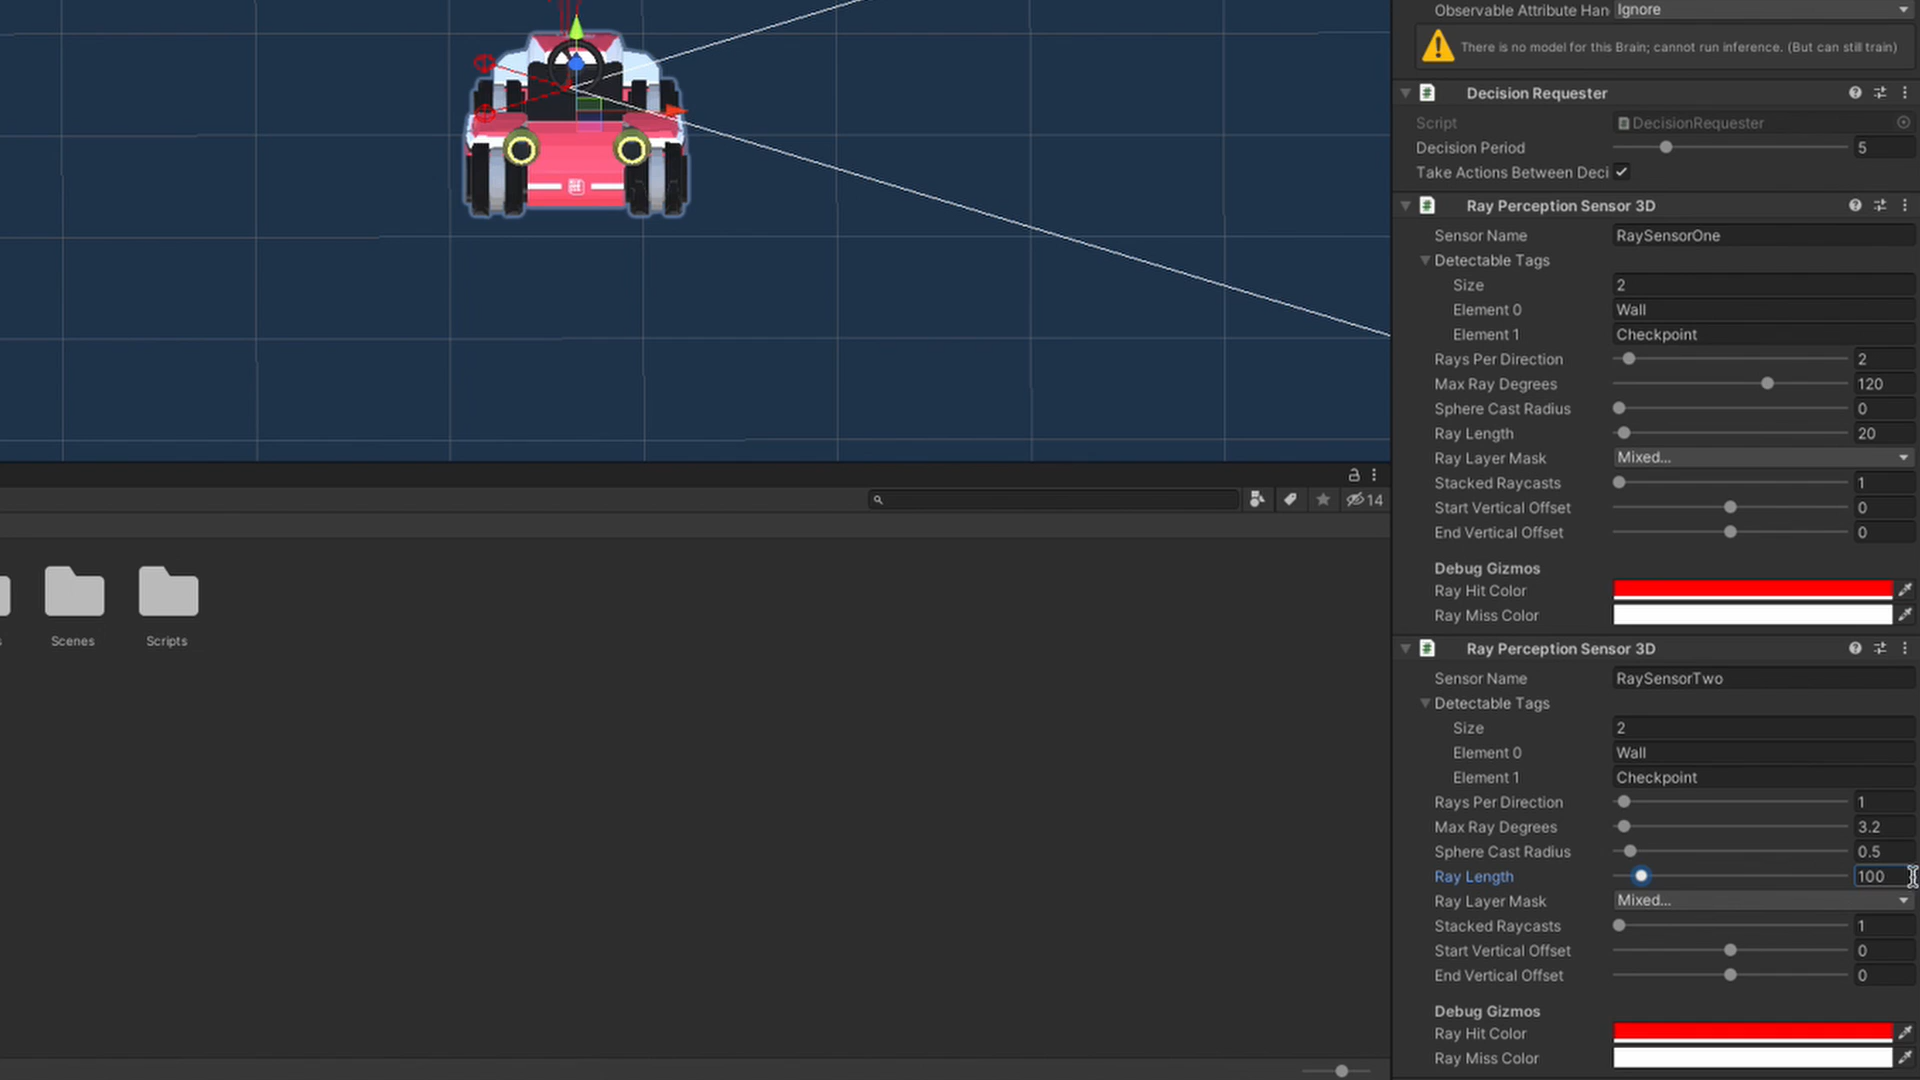 Observable Attribute Han Ignore
There is no model for this Brain; cannot run inference. (But can still train)
Decision Requester
Script DecisionRequester
Decision Period 5
Take Actions Between Deci
Ray Perception Sensor 3D
Sensor Name RaySensorOne
Detectable Tags
Size 2
Element 0 Wall
Element 1 Checkpoint
Rays Per Direction 2
Max Ray Degrees 120
Sphere Cast Radius 0
Ray Length 20
Ray Layer Mask Mixed...
Stacked Raycasts 1
Start Vertical Offset 0
End Vertical Offset 0
Debug Gizmos
Ray Hit Color
Ray Miss Color
Ray Perception Sensor 3D
Sensor Name RaySensorTwo
Detectable Tags
Size 2
Element 0 Wall
Element 1 Checkpoint
Rays Per Direction 1
Max Ray Degrees 3.2
Sphere Cast Radius 0.5
Ray Length 100
Ray Layer Mask Mixed...
Stacked Raycasts 1
Start Vertical Offset 0
End Vertical Offset 0
Debug Gizmos
Ray Hit Color
Ray Miss Color
14
s Scenes Scripts